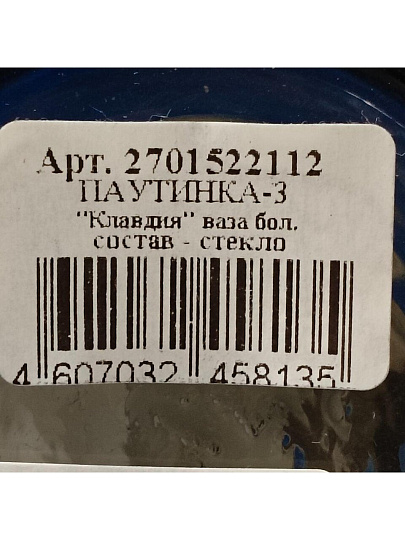 Арт. 2701522112
ПАУТИНКА-3
"Клавдия" ваза бол.
состав - стекло
4 607032 458135